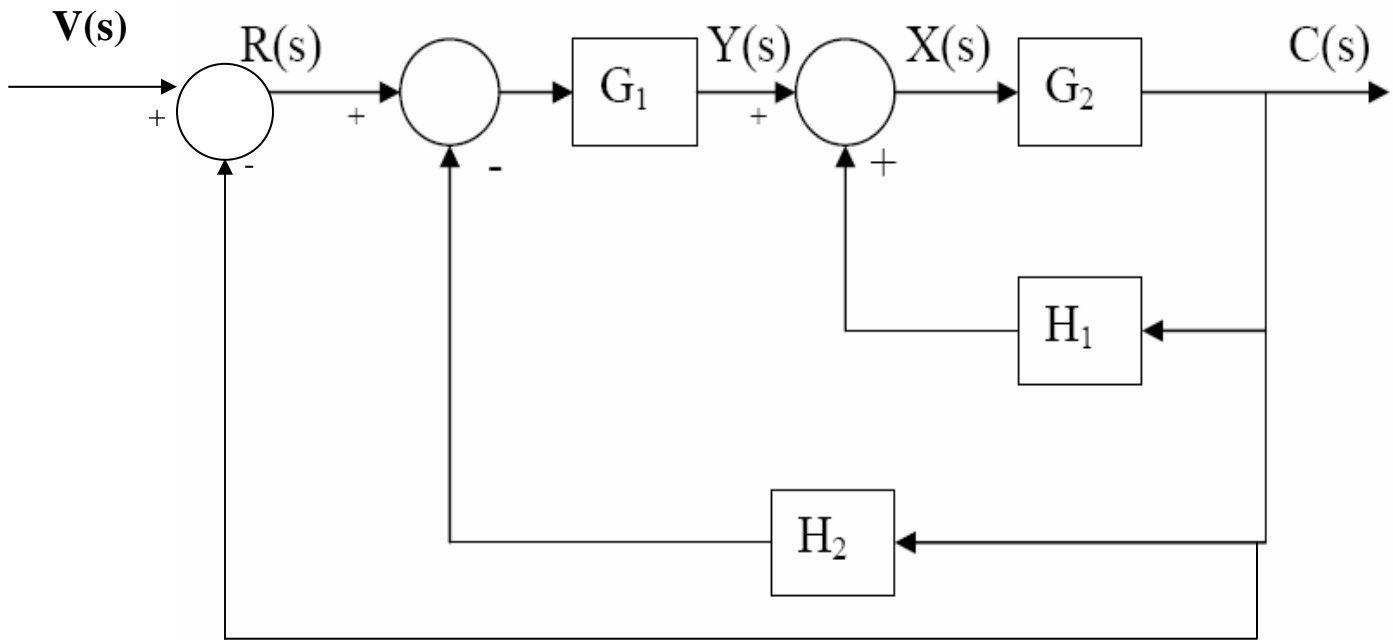 V(s)
R(s)
Y(s)
X(s)
C(s)
G₁
G₂
+
-
+
-
+
+
H₁
H₂